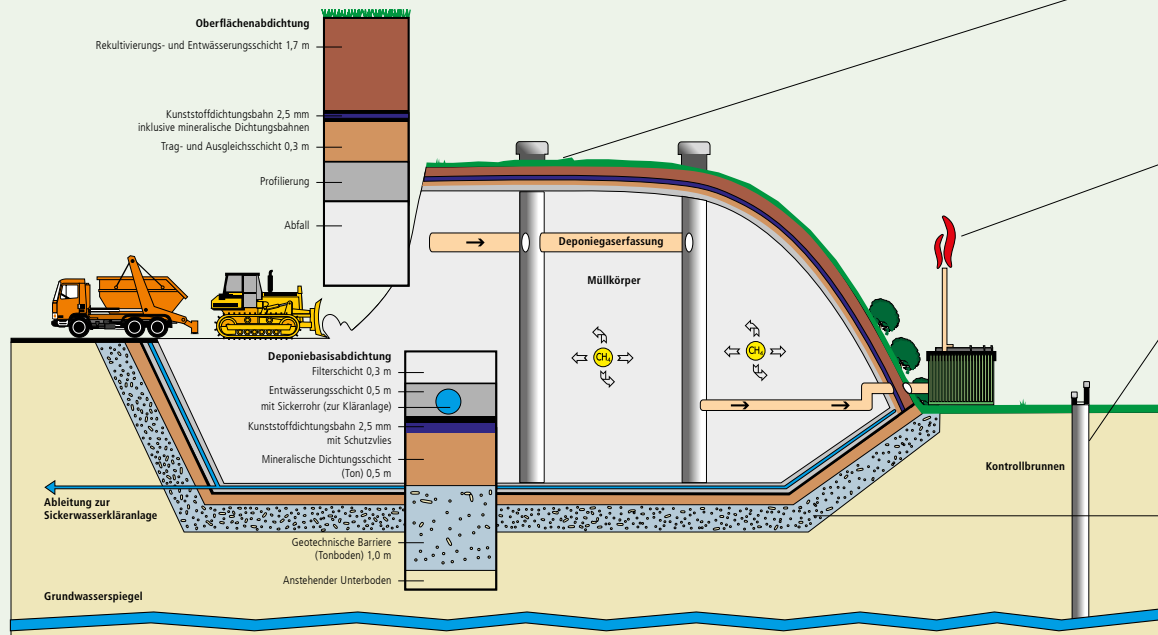 Oberflächenabdichtung
Rekultivierungs- und Entwässerungsschicht 1,7 m
Kunststoffdichtungsbahn 2,5 mm
inklusive mineralische Dichtungsbahnen
Trag- und Ausgleichsschicht 0,3 m
Profilierung
Abfall
Deponiegaserfassung
Müllkörper
CH₄
CH₄
Deponiebasisabdichtung
Filterschicht 0,3 m
Entwässerungsschicht 0,5 m
mit Sickerrohr (zur Kläranlage)
Kunststoffdichtungsbahn 2,5 mm
mit Schutzvlies
Mineralische Dichtungsschicht
(Ton) 0,5 m
Kontrollbrunnen
Ableitung zur
Sickerwasserkläranlage
Geotechnische Barriere
(Tonboden) 1,0 m
Anstehender Unterboden
Grundwasserspiegel